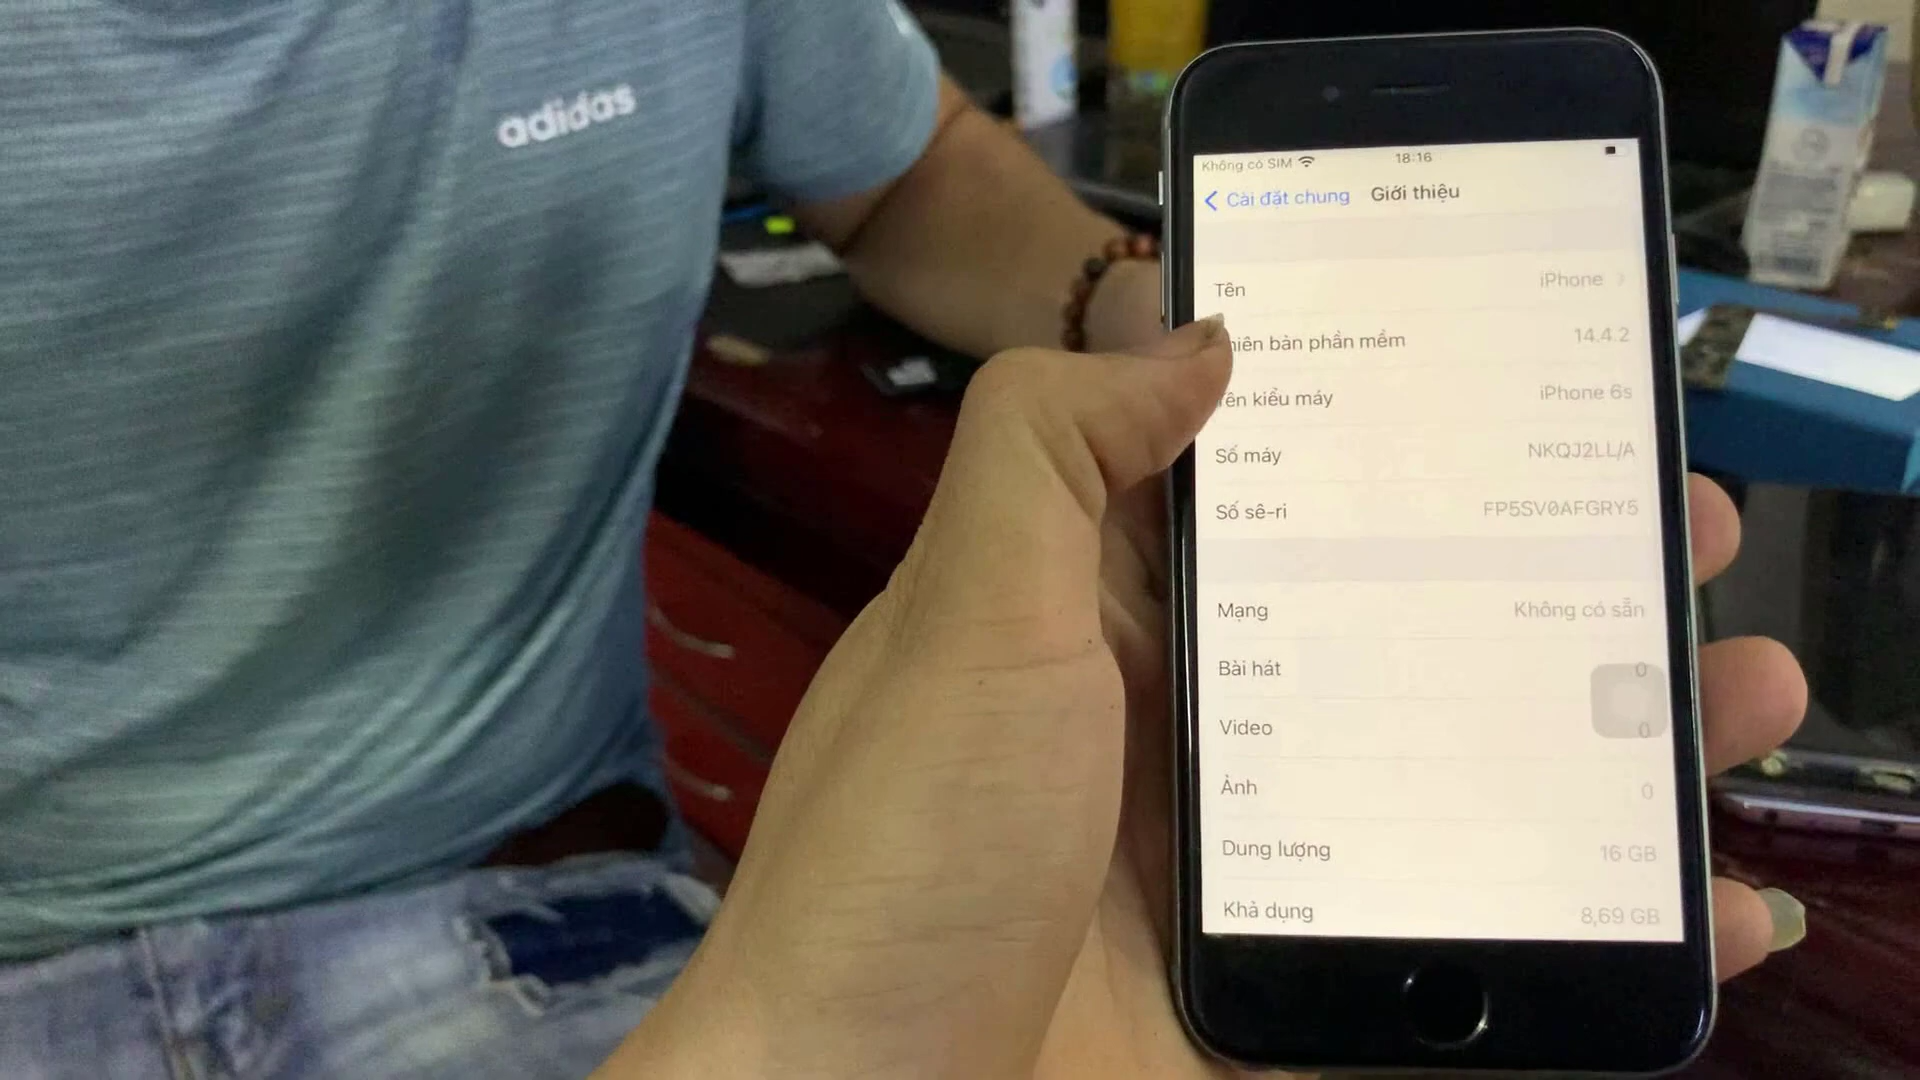 adidas
Không có SIM
18:16
Cài đặt chung
Giới thiệu
Tên
iPhone
hiên bản phần mềm
14.4.2
Tên kiểu máy
iPhone 6s
Số máy
NKQJ2LL/A
Số sê-ri
FP5SV0AFGRY5
Mạng
Không có sẵn
Bài hát
0
Video
0
Ảnh
0
Dung lượng
16 GB
Khả dụng
8,69 GB